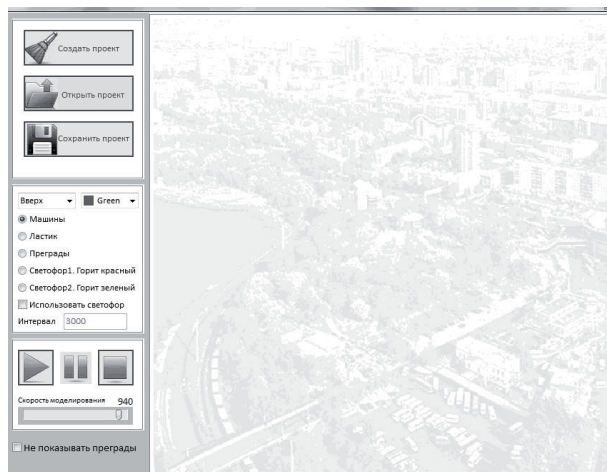 Создать проект
Открыть проект
Сохранить проект
Вверх Green
Машины
Ластик
Преграды
Светофор1. Горит красный
Светофор2. Горит зеленый
Использовать светофор
Интервал 3000
Скорость моделирования 940
Не показывать преграды